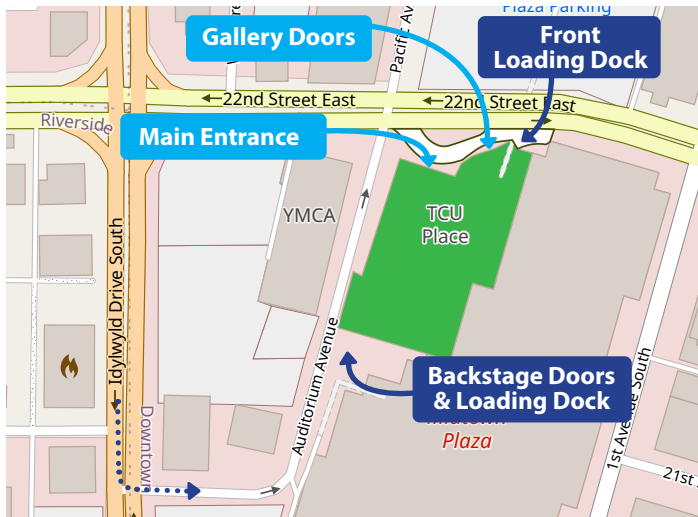 Plaza Parking
Gallery Doors
Pacific Av
Front
Loading Dock
22nd Street East
22nd Street East
Riverside
Main Entrance
YMCA
TCU
Place
Idylwyld Drive South
Auditorium Avenue
Backstage Doors
& Loading Dock
Plaza
Downtown
1st Avenue South
21st